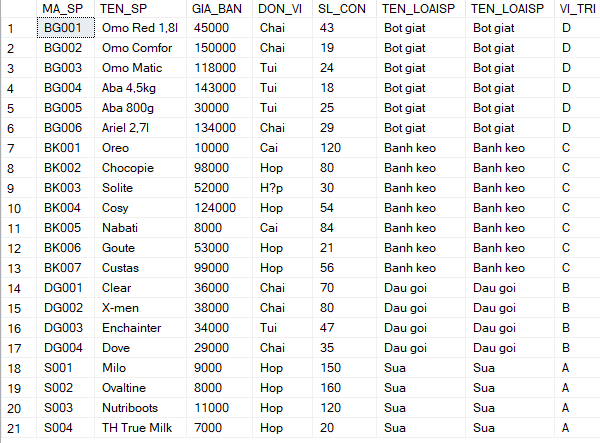 MA_SP TEN_SP GIA_BAN DON_VI SL_CON TEN_LOAISP TEN_LOAISP VI_TRI
1 BG001 Omo Red 1,8l 45000 Chai 43 Bot giat Bot giat D
2 BG002 Omo Comfor 150000 Chai 19 Bot giat Bot giat D
3 BG003 Omo Matic 118000 Tui 24 Bot giat Bot giat D
4 BG004 Aba 4,5kg 143000 Tui 18 Bot giat Bot giat D
5 BG005 Aba 800g 30000 Tui 25 Bot giat Bot giat D
6 BG006 Ariel 2,7l 134000 Chai 29 Bot giat Bot giat D
7 BK001 Oreo 10000 Cai 120 Banh keo Banh keo C
8 BK002 Chocopie 98000 Hop 80 Banh keo Banh keo C
9 BK003 Solite 52000 H?p 30 Banh keo Banh keo C
10 BK004 Cosy 124000 Hop 54 Banh keo Banh keo C
11 BK005 Nabati 8000 Cai 84 Banh keo Banh keo C
12 BK006 Goute 53000 Hop 21 Banh keo Banh keo C
13 BK007 Custas 99000 Hop 56 Banh keo Banh keo C
14 DG001 Clear 36000 Chai 70 Dau goi Dau goi B
15 DG002 X-men 38000 Chai 80 Dau goi Dau goi B
16 DG003 Enchainter 34000 Tui 47 Dau goi Dau goi B
17 DG004 Dove 29000 Chai 35 Dau goi Dau goi B
18 S001 Milo 9000 Hop 150 Sua Sua A
19 S002 Ovaltine 8000 Hop 160 Sua Sua A
20 S003 Nutriboots 11000 Hop 120 Sua Sua A
21 S004 TH True Milk 7000 Hop 20 Sua Sua A